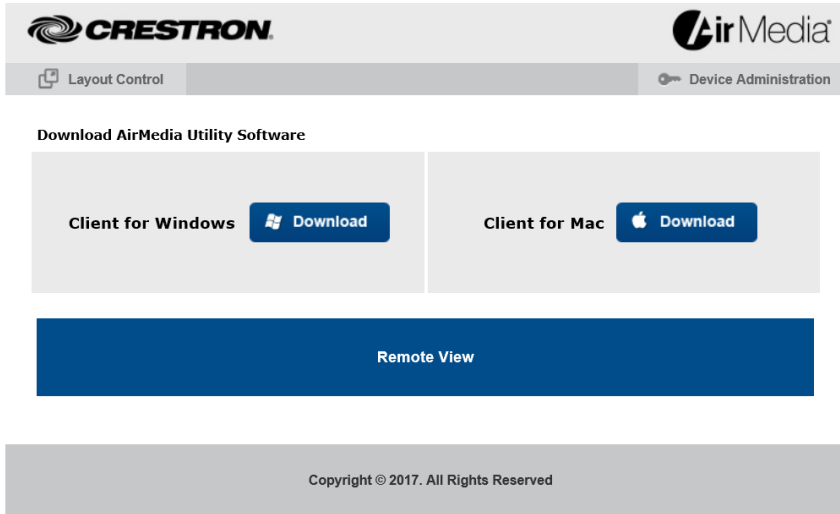 CRESTRON
AirMedia
Layout Control
Device Administration
Download AirMedia Utility Software
Client for Windows Download
Client for Mac Download
Remote View
Copyright © 2017. All Rights Reserved